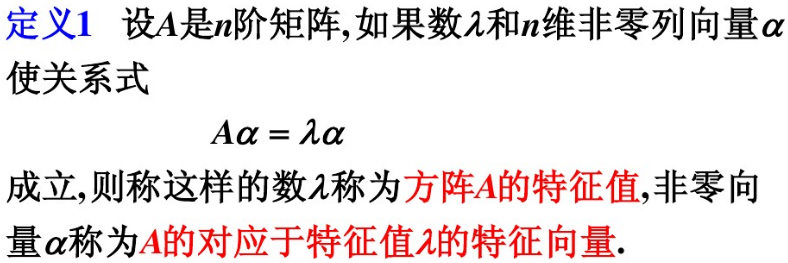 定义1 设A是n阶矩阵,如果数λ和n维非零列向量α
使关系式
Aα = λα
成立,则称这样的数λ称为方阵A的特征值,非零向
量α称为A的对应于特征值λ的特征向量.